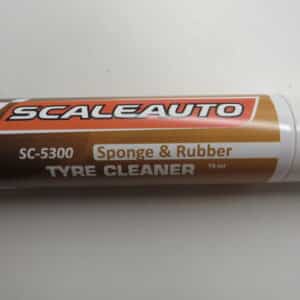 SCALEAUTO
SC-5300 Sponge & Rubber
TYRE CLEANER